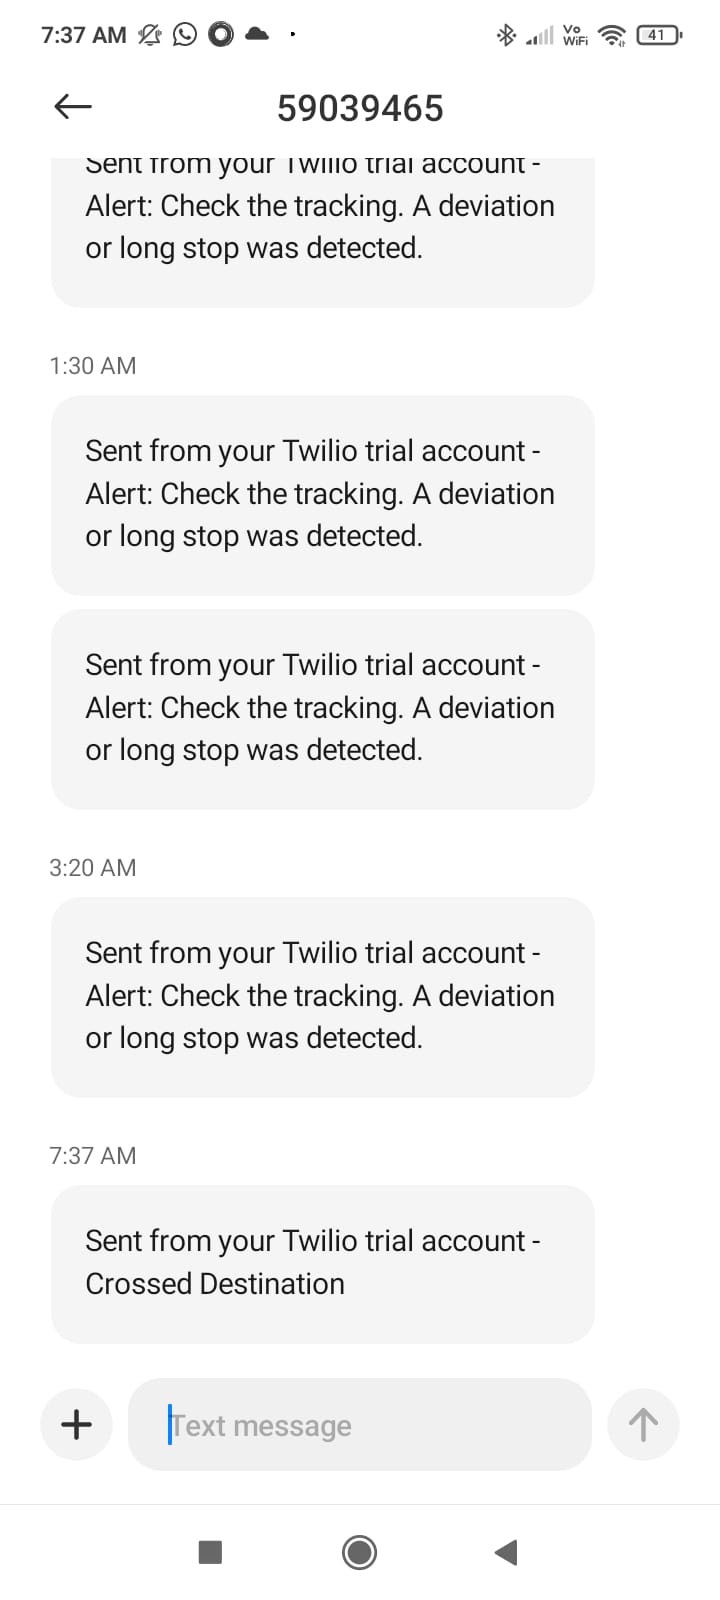 7:37 AM
Vo
WiFi
41
59039465
Sent from your Twilio trial account -
Alert: Check the tracking. A deviation
or long stop was detected.
1:30 AM
Sent from your Twilio trial account -
Alert: Check the tracking. A deviation
or long stop was detected.
Sent from your Twilio trial account -
Alert: Check the tracking. A deviation
or long stop was detected.
3:20 AM
Sent from your Twilio trial account -
Alert: Check the tracking. A deviation
or long stop was detected.
7:37 AM
Sent from your Twilio trial account -
Crossed Destination
Text message